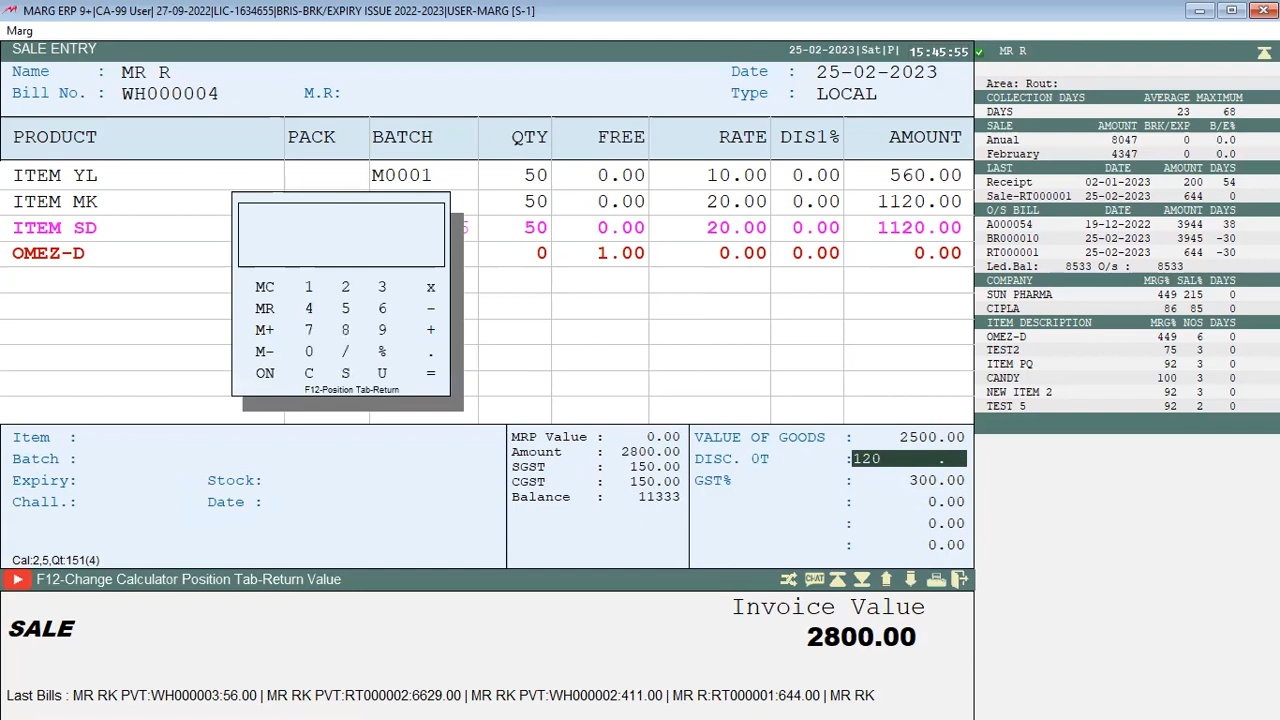 MARG ERP 9+|CA-99 User| 27-09-2022|LIC-1634655|BRIS-BRK/EXPIRY ISSUE 2022-2023|USER-MARG [S-1]
Marg
SALE ENTRY 25-02-2023|Sat|P| 15:45:55
Name : MR R Date : 25-02-2023
Bill No. : WH000004 M.R: Type : LOCAL
PRODUCT PACK BATCH QTY FREE RATE DIS1% AMOUNT
ITEM YL M0001 50 0.00 10.00 0.00 560.00
ITEM MK 50 0.00 20.00 0.00 1120.00
ITEM SD 50 0.00 20.00 0.00 1120.00
OMEZ-D 0 1.00 0.00 0.00 0.00
MC 1 2 3 x
MR 4 5 6 -
M+ 7 8 9 +
M- 0 / % .
ON C S U =
F12-Position Tab-Return
Item :
Batch :
Expiry: Stock:
Chall.: Date :
Cal:2,5,Qt:151(4)
MRP Value : 0.00
Amount : 2800.00
SGST : 150.00
CGST : 150.00
Balance : 11333
VALUE OF GOODS : 2500.00
DISC. OT :120 .
GST% : 300.00
: 0.00
: 0.00
: 0.00
F12-Change Calculator Position Tab-Return Value CHAT
Invoice Value
SALE 2800.00
Last Bills : MR RK PVT:WH000003:56.00 | MR RK PVT:RT000002:6629.00 | MR RK PVT:WH000002:411.00 | MR R:RT000001:644.00 | MR RK
MR R
Area: Rout:
COLLECTION DAYS AVERAGE MAXIMUM
DAYS 23 68
SALE AMOUNT BRK/EXP B/E%
Anual 8047 0 0.0
February 4347 0 0.0
LAST DATE AMOUNT DAYS
Receipt 02-01-2023 200 54
Sale-RT000001 25-02-2023 644 0
O/S BILL DATE AMOUNT DAYS
A000054 19-12-2022 3944 38
BR000010 25-02-2023 3945 -30
RT000001 25-02-2023 644 -30
Led.Bal: 8533 O/s : 8533
COMPANY MRG% SAL% DAYS
SUN PHARMA 449 215 0
CIPLA 86 85 0
ITEM DESCRIPTION MRG% NOS DAYS
OMEZ-D 449 6 0
TEST2 75 3 0
ITEM PQ 92 3 0
CANDY 100 3 0
NEW ITEM 2 92 3 0
TEST 5 92 2 0